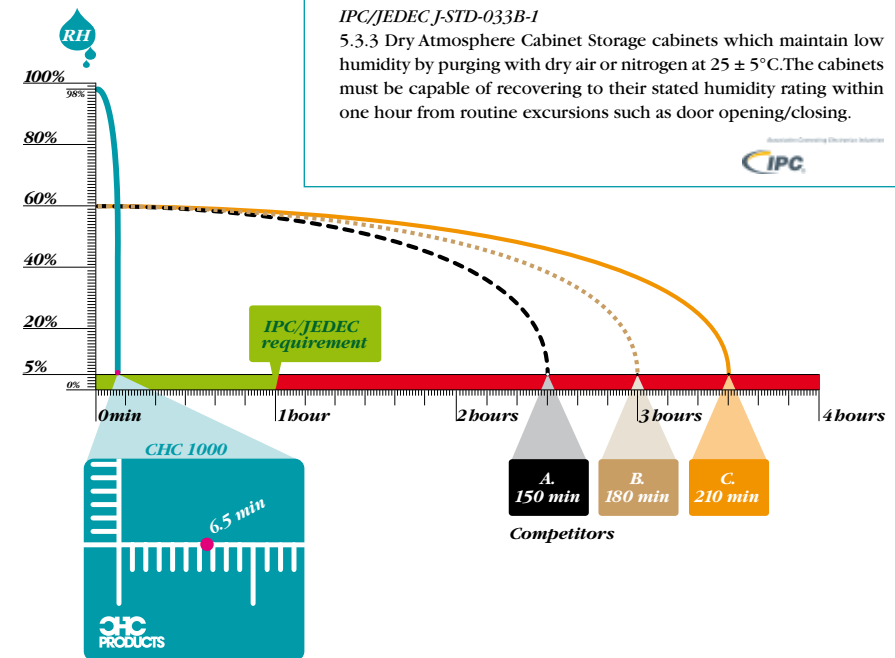 IPC/JEDEC J-STD-033B-1
5.3.3 Dry Atmosphere Cabinet Storage cabinets which maintain low
humidity by purging with dry air or nitrogen at 25 ± 5°C.The cabinets
must be capable of recovering to their stated humidity rating within
one hour from routine excursions such as door opening/closing.
Association Connecting Electronics Industries
IPC
RH
100%
98%
80%
60%
40%
20%
5%
0%
IPC/JEDEC
requirement
0min
1hour
2hours
3hours
4hours
CHC 1000
6.5 min
CHC
PRODUCTS
A.
150 min
B.
180 min
C.
210 min
Competitors